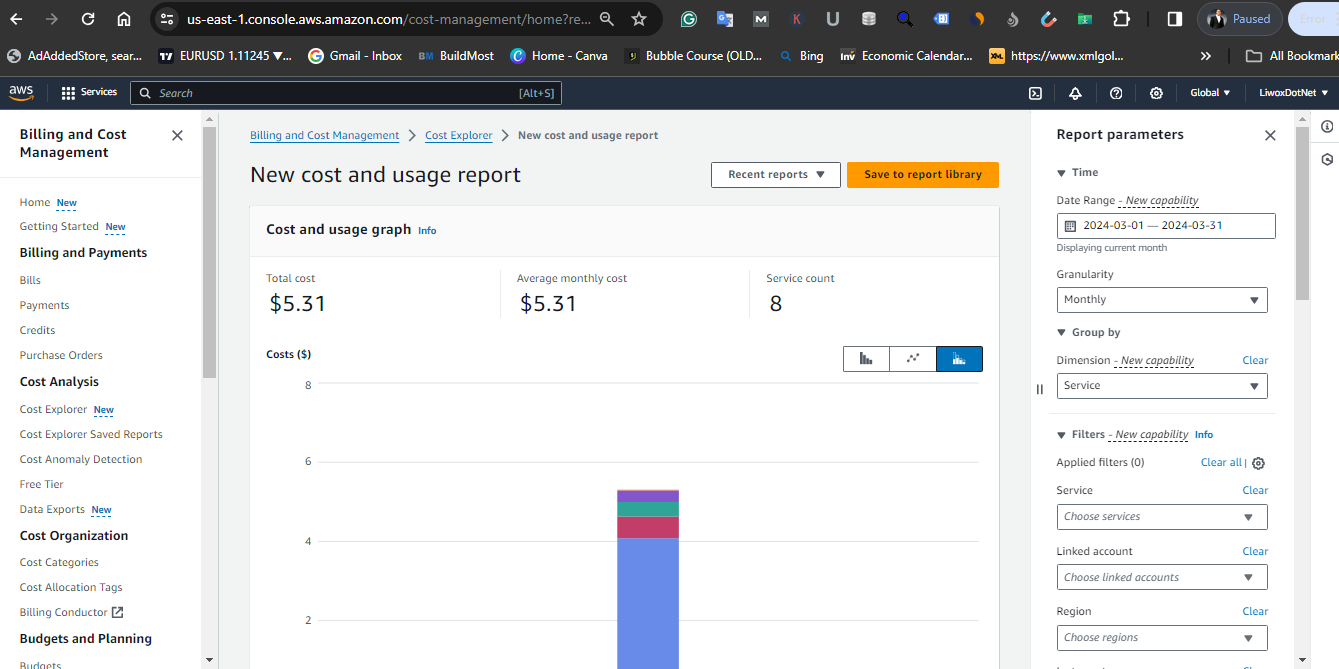 us-east-1.console.aws.amazon.com/cost-management/home?re...
Paused
Error
AdAddedStore, sear...
EURUSD 1.11245 ▼...
Gmail - Inbox
BM BuildMost
Home - Canva
Bubble Course (OLD...
Bing
Inv Economic Calendar...
https://www.xmlgol...
»
All Bookmark
aws
Services
Search
[Alt+S]
Global ▼
LiwoxDotNet ▼
Billing and Cost
Management
Home New
Getting Started New
Billing and Payments
Bills
Payments
Credits
Purchase Orders
Cost Analysis
Cost Explorer New
Cost Explorer Saved Reports
Cost Anomaly Detection
Free Tier
Data Exports New
Cost Organization
Cost Categories
Cost Allocation Tags
Billing Conductor
Budgets and Planning
Budgets
Billing and Cost Management > Cost Explorer > New cost and usage report
New cost and usage report
Recent reports ▼
Save to report library
Cost and usage graph Info
Total cost
$5.31
Average monthly cost
$5.31
Service count
8
Costs ($)
8
6
4
2
Report parameters
▼ Time
Date Range - New capability
2024-03-01 — 2024-03-31
Displaying current month
Granularity
Monthly
▼ Group by
Dimension - New capability
Clear
Service
▼ Filters - New capability Info
Applied filters (0)
Clear all |
Service
Clear
Choose services
Linked account
Clear
Choose linked accounts
Region
Clear
Choose regions